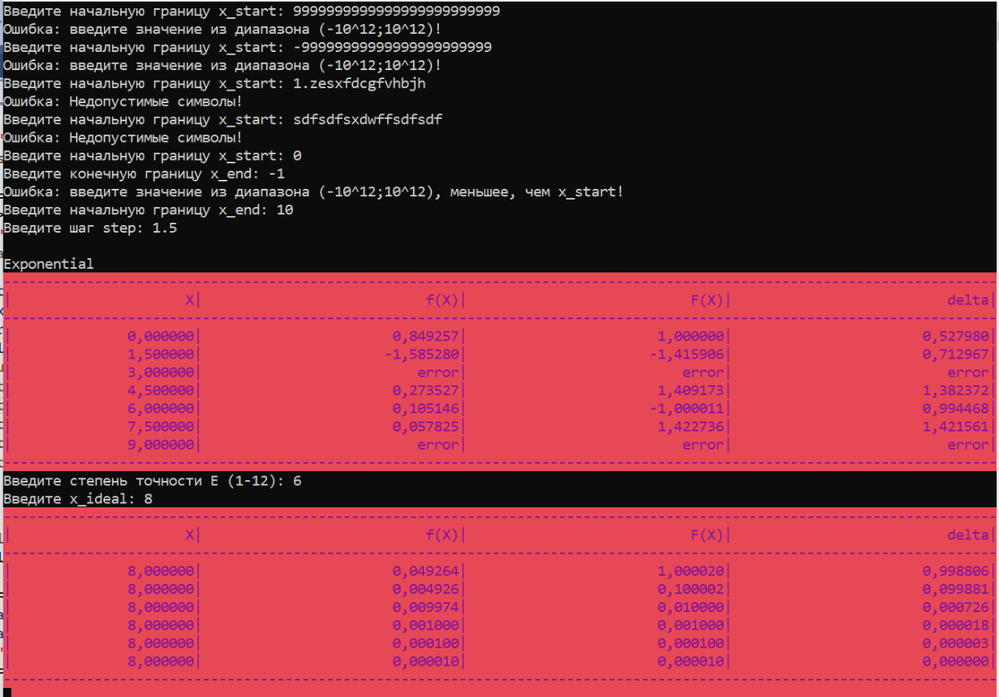 Введите начальную границу x_start: 9999999999999999999999999
Ошибка: введите значение из диапазона (-10^12;10^12)!
Введите начальную границу x_start: -99999999999999999999999
Ошибка: введите значение из диапазона (-10^12;10^12)!
Введите начальную границу x_start: 1.zesxfdcgfvhbjh
Ошибка: Недопустимые символы!
Введите начальную границу x_start: sdfsdfsxdwffsdfsdf
Ошибка: Недопустимые символы!
Введите начальную границу x_start: 0
Введите конечную границу x_end: -1
Ошибка: введите значение из диапазона (-10^12;10^12), меньшее, чем x_start!
Введите начальную границу x_end: 10
Введите шаг step: 1.5
Exponential
| X| f(X)| F(X)| delta|
| 0,000000| 0,849257| 1,000000| 0,527980|
| 1,500000| -1,585280| -1,415906| 0,712967|
| 3,000000| error| error| error|
| 4,500000| 0,273527| 1,409173| 1,382372|
| 6,000000| 0,105146| -1,000011| 0,994468|
| 7,500000| 0,057825| 1,422736| 1,421561|
| 9,000000| error| error| error|
Введите степень точности E (1-12): 6
Введите x_ideal: 8
| X| f(X)| F(X)| delta|
| 8,000000| 0,049264| 1,000020| 0,998806|
| 8,000000| 0,004926| 0,100002| 0,099881|
| 8,000000| 0,009974| 0,010000| 0,000726|
| 8,000000| 0,001000| 0,001000| 0,000018|
| 8,000000| 0,000100| 0,000100| 0,000003|
| 8,000000| 0,000010| 0,000010| 0,000000|